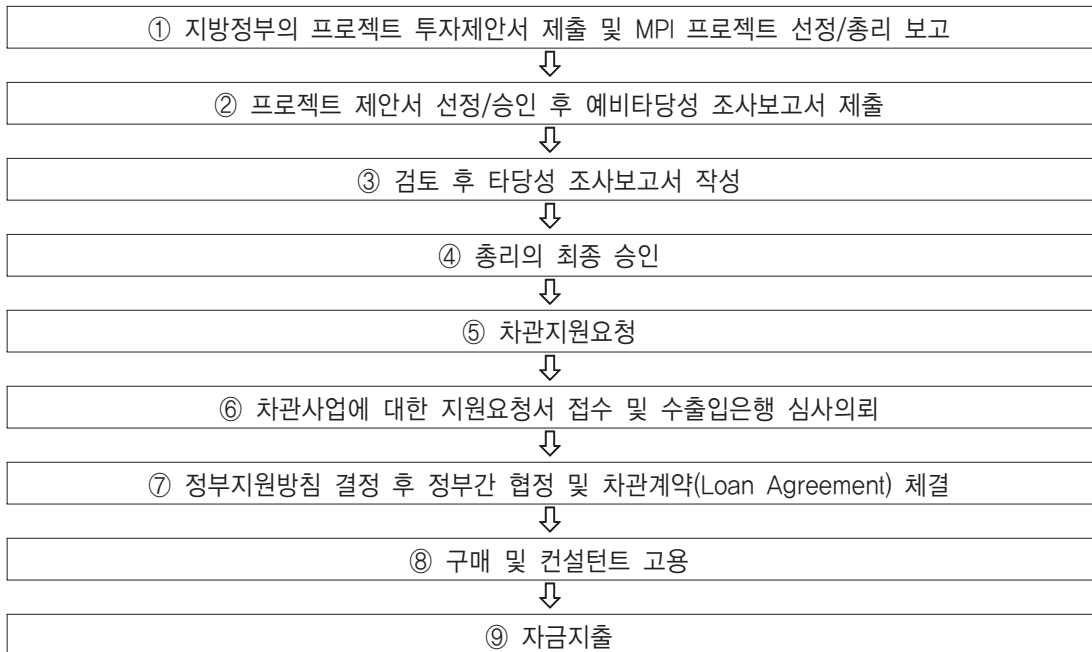 ① 지방정부의 프로젝트 투자제안서 제출 및 MPI 프로젝트 선정/총리 보고
② 프로젝트 제안서 선정/승인 후 예비타당성 조사보고서 제출
③ 검토 후 타당성 조사보고서 작성
④ 총리의 최종 승인
⑤ 차관지원요청
⑥ 차관사업에 대한 지원요청서 접수 및 수출입은행 심사의뢰
⑦ 정부지원방침 결정 후 정부간 협정 및 차관계약(Loan Agreement) 체결
⑧ 구매 및 컨설턴트 고용
⑨ 자금지출